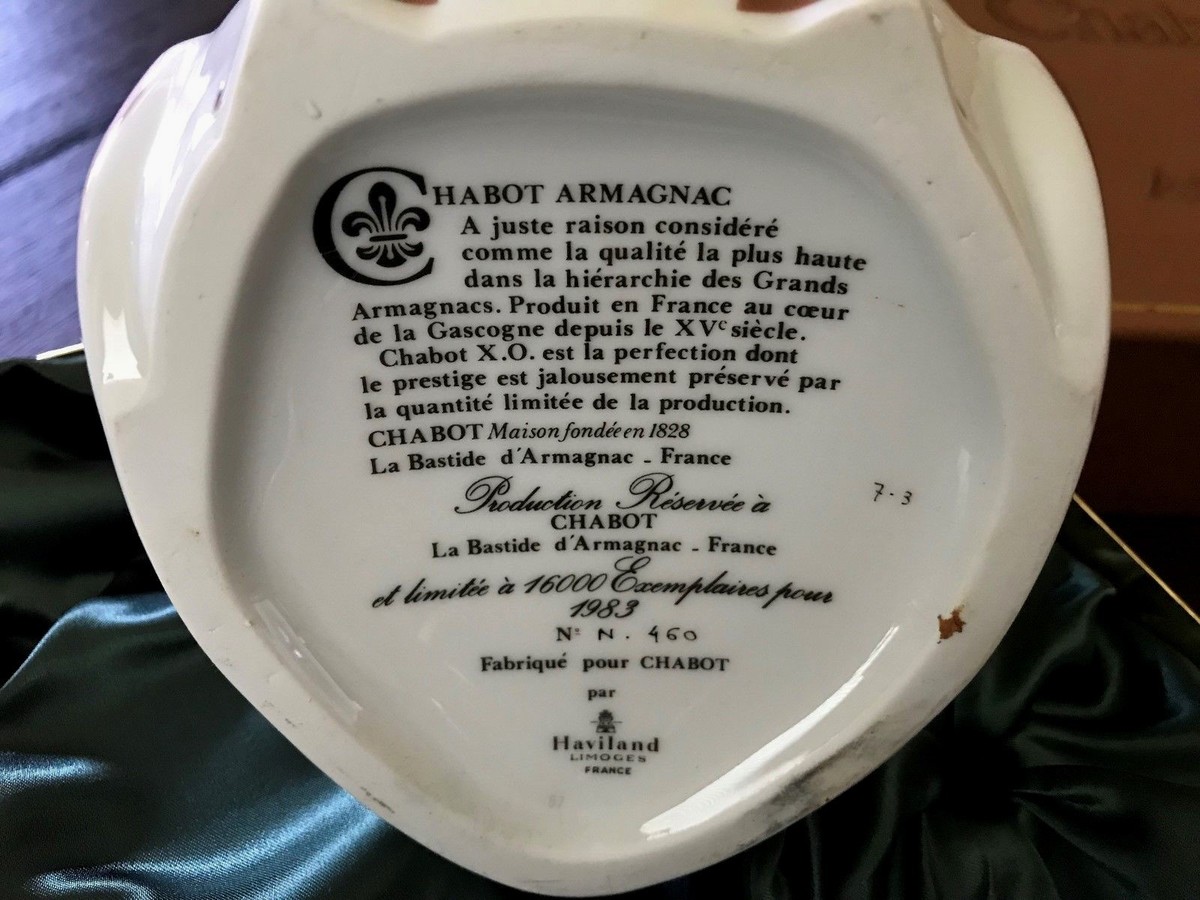 CHABOT ARMAGNAC
A juste raison considéré
comme la qualité la plus haute
dans la hiérarchie des Grands
Armagnacs. Produit en France au cœur
de la Gascogne depuis le XVe siècle.
Chabot X.O. est la perfection dont
le prestige est jalousement préservé par
la quantité limitée de la production.
CHABOT Maison fondée en 1828
La Bastide d'Armagnac - France
Production Réservée à
CHABOT
La Bastide d'Armagnac - France
et limitée à 16000 Exemplaires pour
1983
N° N. 460
7-3
Fabriqué pour CHABOT
par
Haviland
LIMOGES
FRANCE